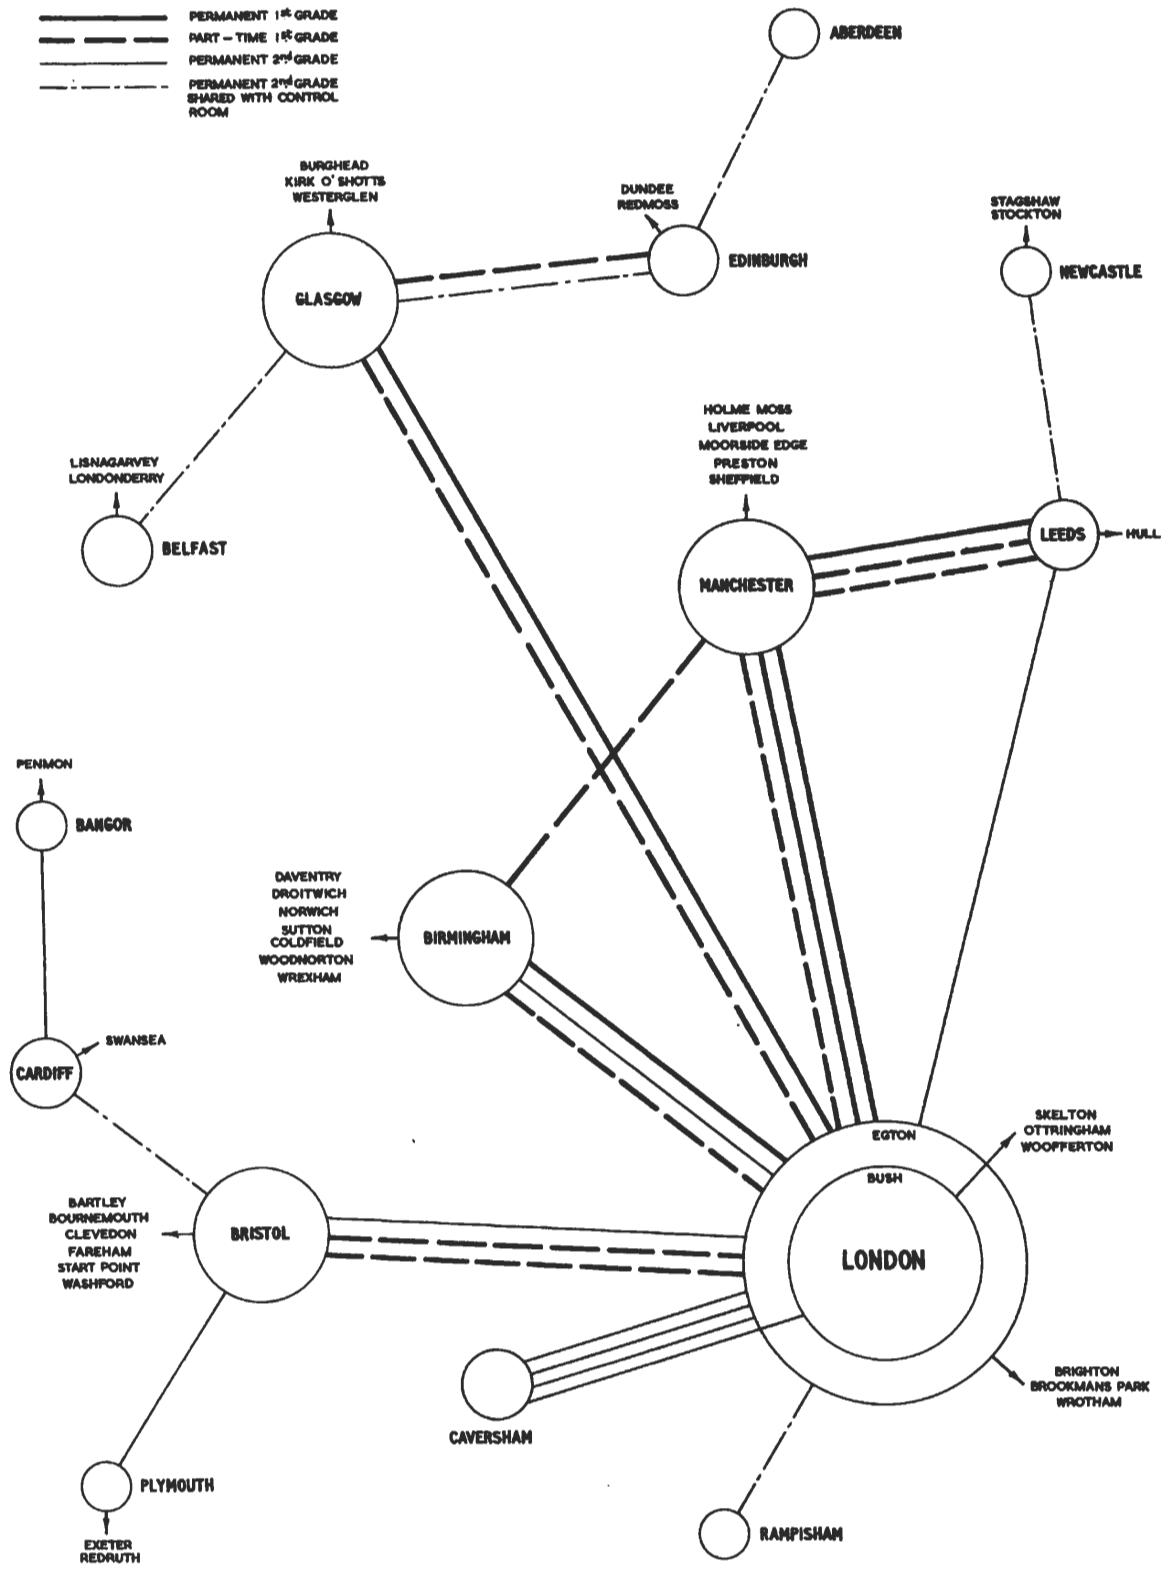 PERMANENT 1st GRADE
PART-TIME 1st GRADE
PERMANENT 2nd GRADE
PERMANENT 2nd GRADE
SHARED WITH CONTROL
ROOM
ABERDEEN
BURGHEAD
KIRK O' SHOTTS
WESTERGLEN
DUNDEE
REDMOSS
STAGSHAW
STOCKTON
EDINBURGH
NEWCASTLE
GLASGOW
HOLME MOSS
LIVERPOOL
MOORSIDE EDGE
PRESTON
SHEFFIELD
LISNAGARVEY
LONDONDERRY
BELFAST
LEEDS
HULL
MANCHESTER
PENMON
BANGOR
DAVENTRY
DROITWICH
NORWICH
SUTTON
COLDFIELD
WOODNORTON
WREXHAM
BIRMINGHAM
SWANSEA
CARDIFF
EGTON
SKELTON
OTTRINGHAM
WOOFFERTON
BUSH
BARTLEY
BOURNEMOUTH
CLEVEDON
FAREHAM
START POINT
WASHFORD
BRISTOL
LONDON
BRIGHTON
BROOKMANS PARK
WROTHAM
CAVERSHAM
PLYMOUTH
EXETER
REDRUTH
RAMPISHAM